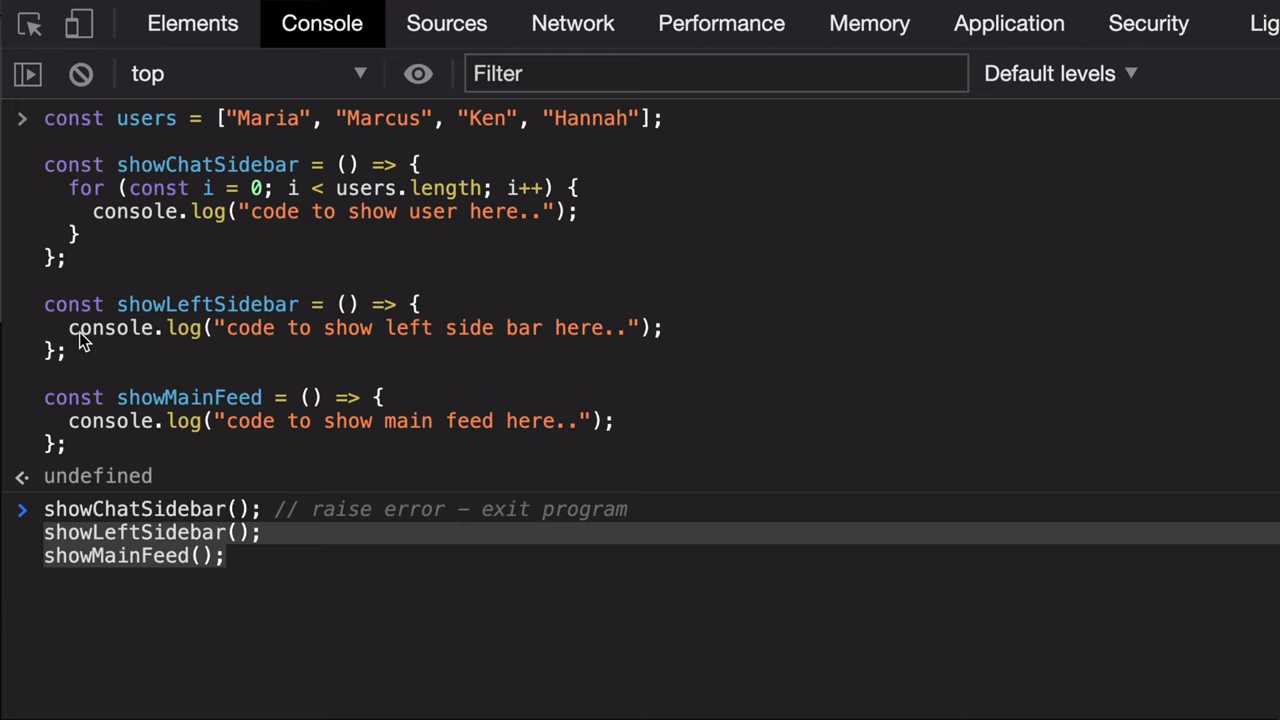 Elements Console Sources Network Performance Memory Application Security Lig
top Filter Default levels
> const users = ["Maria", "Marcus", "Ken", "Hannah"];
const showChatSidebar = () => {
for (const i = 0; i < users.length; i++) {
console.log("code to show user here..");
}
};
const showLeftSidebar = () => {
console.log("code to show left side bar here..");
};
const showMainFeed = () => {
console.log("code to show main feed here..");
};
undefined
> showChatSidebar(); // raise error – exit program
showLeftSidebar();
showMainFeed();